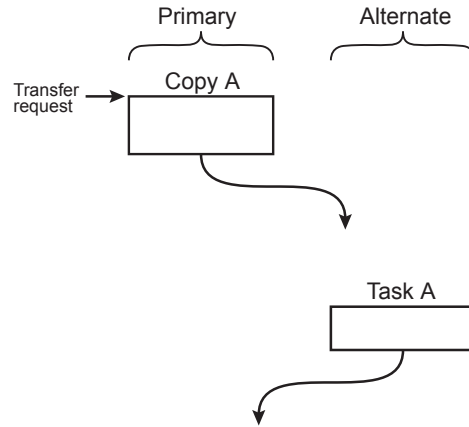 Primary
Alternate
Copy A
Transfer
request
Task A